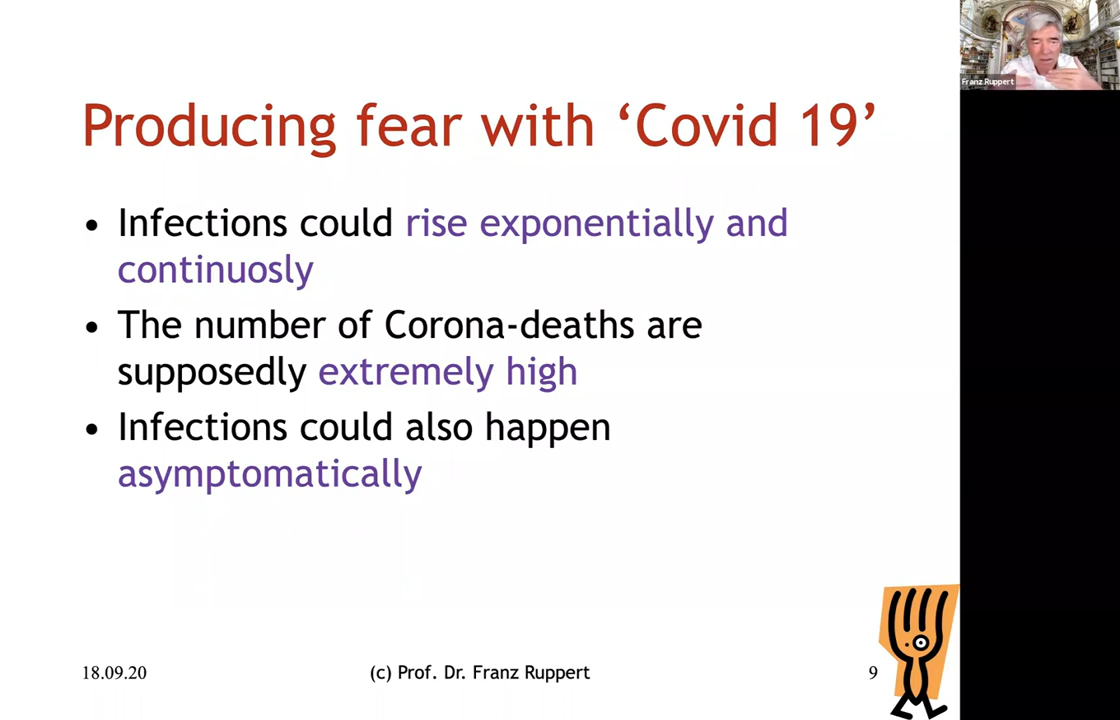 Franz Ruppert
Producing fear with ‘Covid 19’
• Infections could rise exponentially and
continuosly
• The number of Corona-deaths are
supposedly extremely high
• Infections could also happen
asymptomatically
18.09.20
(c) Prof. Dr. Franz Ruppert
9